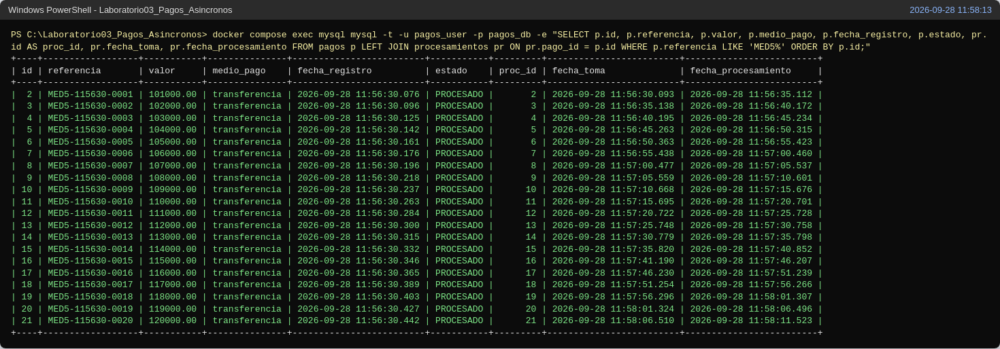 Windows PowerShell - Laboratorio03_Pagos_Asincronos
2026-09-28 11:58:13
PS C:\Laboratorio03_Pagos_Asincronos> docker compose exec mysql mysql -t -u pagos_user -p pagos_db -e "SELECT p.id, p.referencia, p.valor, p.medio_pago, p.fecha_registro, p.estado, pr.
id AS proc_id, pr.fecha_toma, pr.fecha_procesamiento FROM pagos p LEFT JOIN procesamientos pr ON pr.pago_id = p.id WHERE p.referencia LIKE 'MED5%' ORDER BY p.id;"
+----+------------------+-----------+---------------+-------------------------+-----------+---------+-------------------------+-------------------------+
| id | referencia       | valor     | medio_pago    | fecha_registro          | estado    | proc_id | fecha_toma              | fecha_procesamiento     |
+----+------------------+-----------+---------------+-------------------------+-----------+---------+-------------------------+-------------------------+
|  2 | MED5-115630-0001 | 101000.00 | transferencia | 2026-09-28 11:56:30.076 | PROCESADO |       2 | 2026-09-28 11:56:30.093 | 2026-09-28 11:56:35.112 |
|  3 | MED5-115630-0002 | 102000.00 | transferencia | 2026-09-28 11:56:30.096 | PROCESADO |       3 | 2026-09-28 11:56:35.138 | 2026-09-28 11:56:40.172 |
|  4 | MED5-115630-0003 | 103000.00 | transferencia | 2026-09-28 11:56:30.125 | PROCESADO |       4 | 2026-09-28 11:56:40.195 | 2026-09-28 11:56:45.234 |
|  5 | MED5-115630-0004 | 104000.00 | transferencia | 2026-09-28 11:56:30.142 | PROCESADO |       5 | 2026-09-28 11:56:45.263 | 2026-09-28 11:56:50.315 |
|  6 | MED5-115630-0005 | 105000.00 | transferencia | 2026-09-28 11:56:30.161 | PROCESADO |       6 | 2026-09-28 11:56:50.363 | 2026-09-28 11:56:55.423 |
|  7 | MED5-115630-0006 | 106000.00 | transferencia | 2026-09-28 11:56:30.176 | PROCESADO |       7 | 2026-09-28 11:56:55.438 | 2026-09-28 11:57:00.460 |
|  8 | MED5-115630-0007 | 107000.00 | transferencia | 2026-09-28 11:56:30.196 | PROCESADO |       8 | 2026-09-28 11:57:00.477 | 2026-09-28 11:57:05.537 |
|  9 | MED5-115630-0008 | 108000.00 | transferencia | 2026-09-28 11:56:30.218 | PROCESADO |       9 | 2026-09-28 11:57:05.559 | 2026-09-28 11:57:10.601 |
| 10 | MED5-115630-0009 | 109000.00 | transferencia | 2026-09-28 11:56:30.237 | PROCESADO |      10 | 2026-09-28 11:57:10.668 | 2026-09-28 11:57:15.676 |
| 11 | MED5-115630-0010 | 110000.00 | transferencia | 2026-09-28 11:56:30.263 | PROCESADO |      11 | 2026-09-28 11:57:15.695 | 2026-09-28 11:57:20.701 |
| 12 | MED5-115630-0011 | 111000.00 | transferencia | 2026-09-28 11:56:30.284 | PROCESADO |      12 | 2026-09-28 11:57:20.722 | 2026-09-28 11:57:25.728 |
| 13 | MED5-115630-0012 | 112000.00 | transferencia | 2026-09-28 11:56:30.300 | PROCESADO |      13 | 2026-09-28 11:57:25.748 | 2026-09-28 11:57:30.758 |
| 14 | MED5-115630-0013 | 113000.00 | transferencia | 2026-09-28 11:56:30.315 | PROCESADO |      14 | 2026-09-28 11:57:30.779 | 2026-09-28 11:57:35.798 |
| 15 | MED5-115630-0014 | 114000.00 | transferencia | 2026-09-28 11:56:30.332 | PROCESADO |      15 | 2026-09-28 11:57:35.820 | 2026-09-28 11:57:40.852 |
| 16 | MED5-115630-0015 | 115000.00 | transferencia | 2026-09-28 11:56:30.346 | PROCESADO |      16 | 2026-09-28 11:57:41.190 | 2026-09-28 11:57:46.207 |
| 17 | MED5-115630-0016 | 116000.00 | transferencia | 2026-09-28 11:56:30.365 | PROCESADO |      17 | 2026-09-28 11:57:46.230 | 2026-09-28 11:57:51.239 |
| 18 | MED5-115630-0017 | 117000.00 | transferencia | 2026-09-28 11:56:30.389 | PROCESADO |      18 | 2026-09-28 11:57:51.254 | 2026-09-28 11:57:56.266 |
| 19 | MED5-115630-0018 | 118000.00 | transferencia | 2026-09-28 11:56:30.403 | PROCESADO |      19 | 2026-09-28 11:57:56.296 | 2026-09-28 11:58:01.307 |
| 20 | MED5-115630-0019 | 119000.00 | transferencia | 2026-09-28 11:56:30.427 | PROCESADO |      20 | 2026-09-28 11:58:01.324 | 2026-09-28 11:58:06.496 |
| 21 | MED5-115630-0020 | 120000.00 | transferencia | 2026-09-28 11:56:30.442 | PROCESADO |      21 | 2026-09-28 11:58:06.510 | 2026-09-28 11:58:11.523 |
+----+------------------+-----------+---------------+-------------------------+-----------+---------+-------------------------+-------------------------+